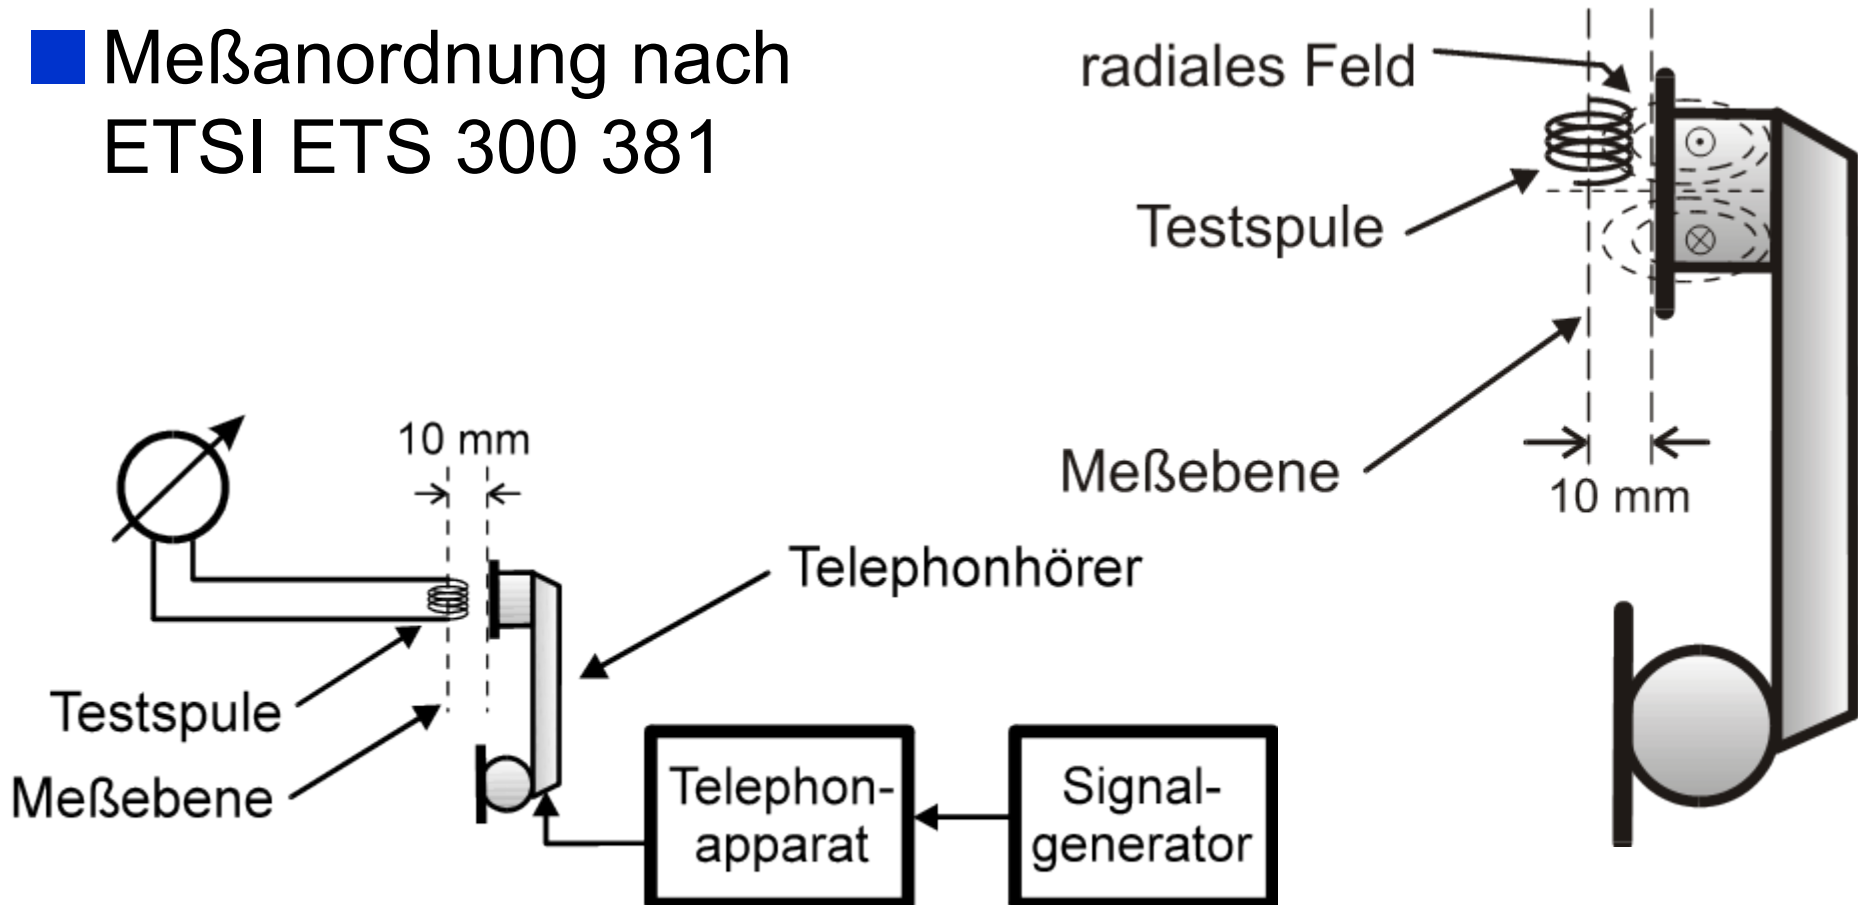 Meßanordnung nach
ETSI ETS 300 381
radiales Feld
Testspule
Meßebene
10 mm
10 mm
Telephonhörer
Testspule
Meßebene
Telephon-
apparat
Signal-
generator